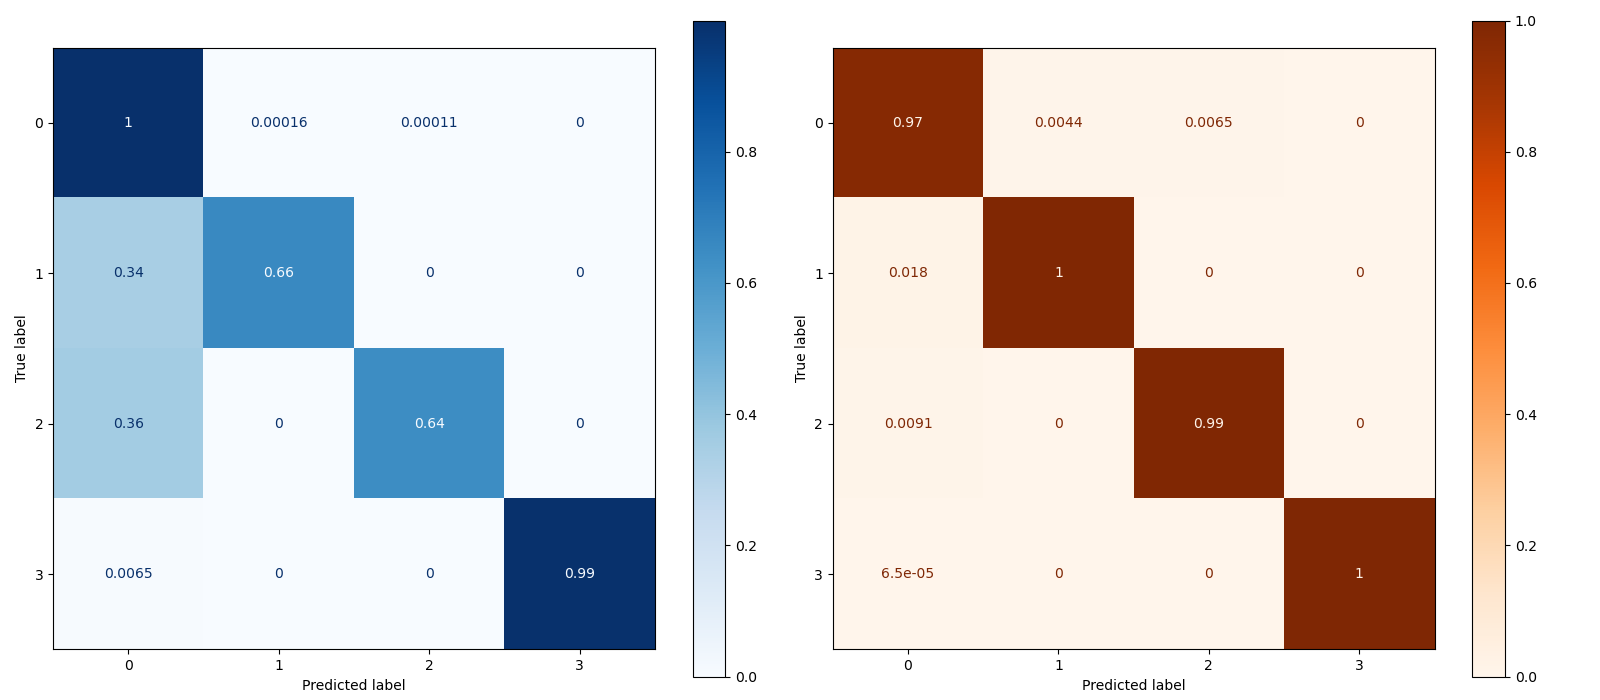 0 1 0.00016 0.00011 0
1 0.34 0.66 0 0
2 0.36 0 0.64 0
3 0.0065 0 0 0.99
0 1 2 3
True label
Predicted label
0.8
0.6
0.4
0.2
0.0
0 0.97 0.0044 0.0065 0
1 0.018 1 0 0
2 0.0091 0 0.99 0
3 6.5e-05 0 0 1
0 1 2 3
True label
Predicted label
1.0
0.8
0.6
0.4
0.2
0.0